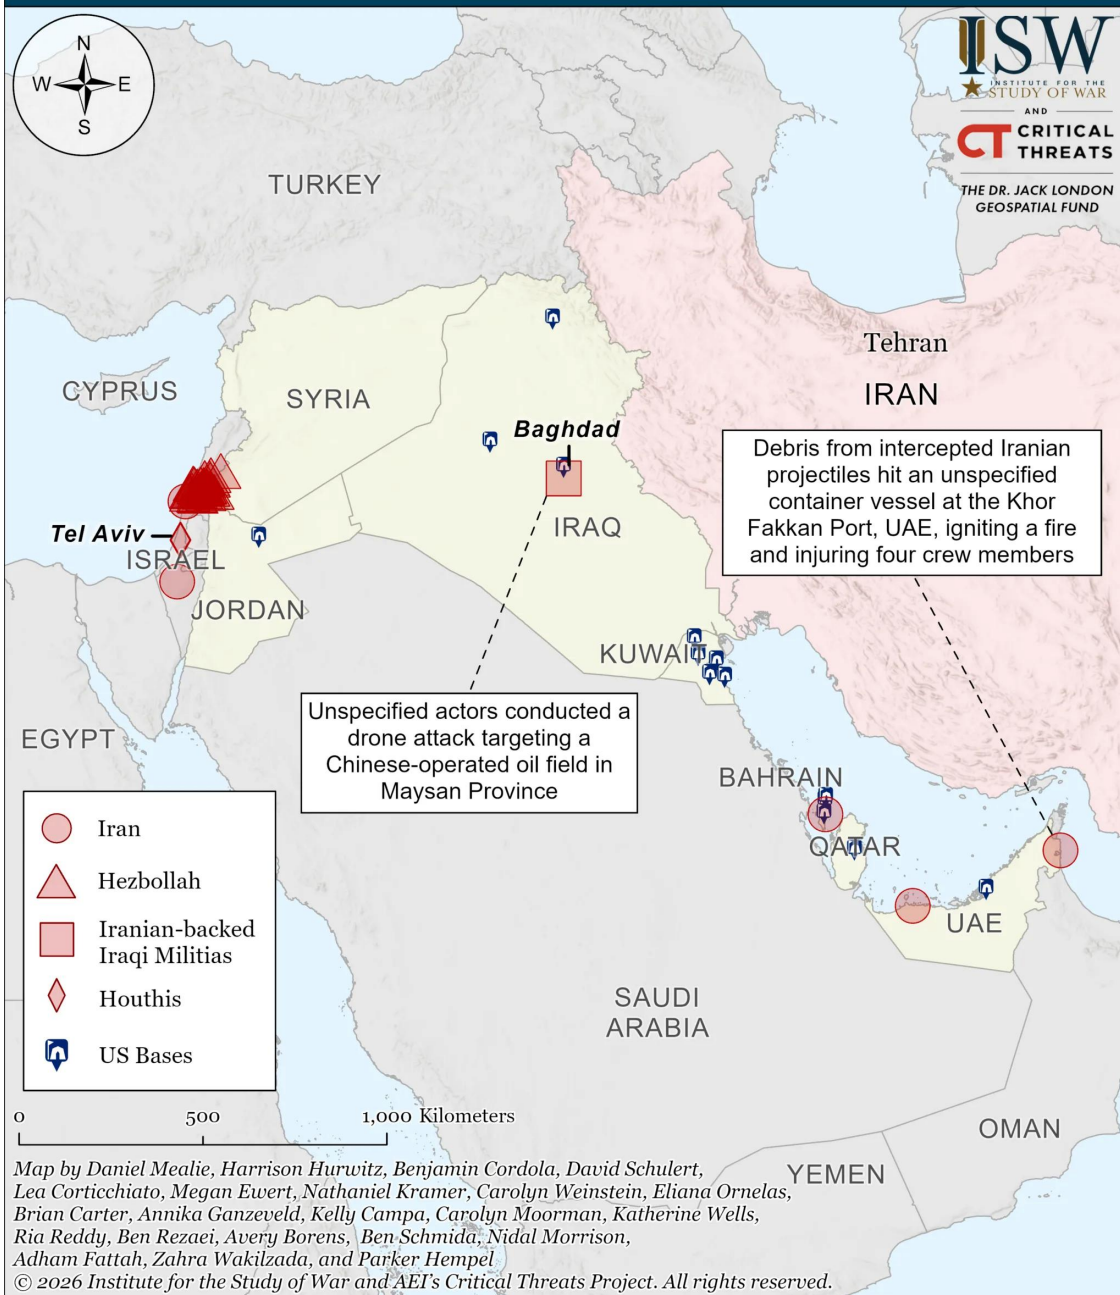 N
W E
S
ISW
INSTITUTE FOR THE
STUDY OF WAR
AND
CT CRITICAL
THREATS
THE DR. JACK LONDON
GEOSPATIAL FUND
TURKEY
Tehran
CYPRUS
SYRIA
IRAN
Baghdad
Debris from intercepted Iranian
projectiles hit an unspecified
container vessel at the Khor
Fakkan Port, UAE, igniting a fire
and injuring four crew members
IRAQ
Tel Aviv
ISRAEL
JORDAN
KUWAIT
Unspecified actors conducted a
drone attack targeting a
Chinese-operated oil field in
Maysan Province
EGYPT
BAHRAIN
QATAR
UAE
Iran
Hezbollah
Iranian-backed
Iraqi Militias
Houthis
US Bases
SAUDI
ARABIA
0 500 1,000 Kilometers
OMAN
YEMEN
Map by Daniel Mealie, Harrison Hurwitz, Benjamin Cordola, David Schulert,
Lea Corticchiato, Megan Ewert, Nathaniel Kramer, Carolyn Weinstein, Eliana Ornelas,
Brian Carter, Annika Ganzeveld, Kelly Campa, Carolyn Moorman, Katherine Wells,
Ria Reddy, Ben Rezaei, Avery Borens, Ben Schmida, Nidal Morrison,
Adham Fattah, Zahra Wakilzada, and Parker Hempel
© 2026 Institute for the Study of War and AEI's Critical Threats Project. All rights reserved.